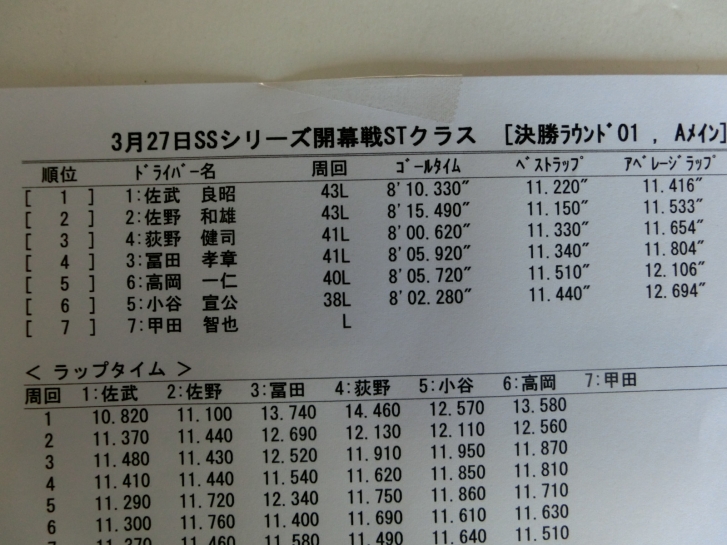 3月27日SSシリーズ開幕戦STクラス [決勝ﾗｳﾝﾄﾞ01 , Aメイン]
順位 ﾄﾞﾗｲﾊﾞｰ名 周回 ｺﾞｰﾙﾀｲﾑ ﾍﾞｽﾄﾗｯﾌﾟ ｱﾍﾞﾚｰｼﾞﾗｯﾌﾟ
[ 1 ] 1:佐武 良昭 43L 8'10.330" 11.220" 11.416"
[ 2 ] 2:佐野 和雄 43L 8'15.490" 11.150" 11.533"
[ 3 ] 4:荻野 健司 41L 8'00.620" 11.330" 11.654"
[ 4 ] 3:冨田 孝章 41L 8'05.920" 11.340" 11.804"
[ 5 ] 6:高岡 一仁 40L 8'05.720" 11.510" 12.106"
[ 6 ] 5:小谷 宣公 38L 8'02.280" 11.440" 12.694"
[ 7 ] 7:甲田 智也 L
< ラップタイム >
周回 1:佐武 2:佐野 3:冨田 4:荻野 5:小谷 6:高岡 7:甲田
1 10.820 11.100 13.740 14.460 12.570 13.580
2 11.370 11.440 12.690 12.130 12.110 12.560
3 11.480 11.430 12.520 11.910 11.950 11.870
4 11.410 11.440 11.540 11.620 11.850 11.810
5 11.290 11.720 12.340 11.750 11.860 11.710
6 11.300 11.760 11.400 11.690 11.610 11.630
11.370 11.460 11.580 11.490 11.640 11.510